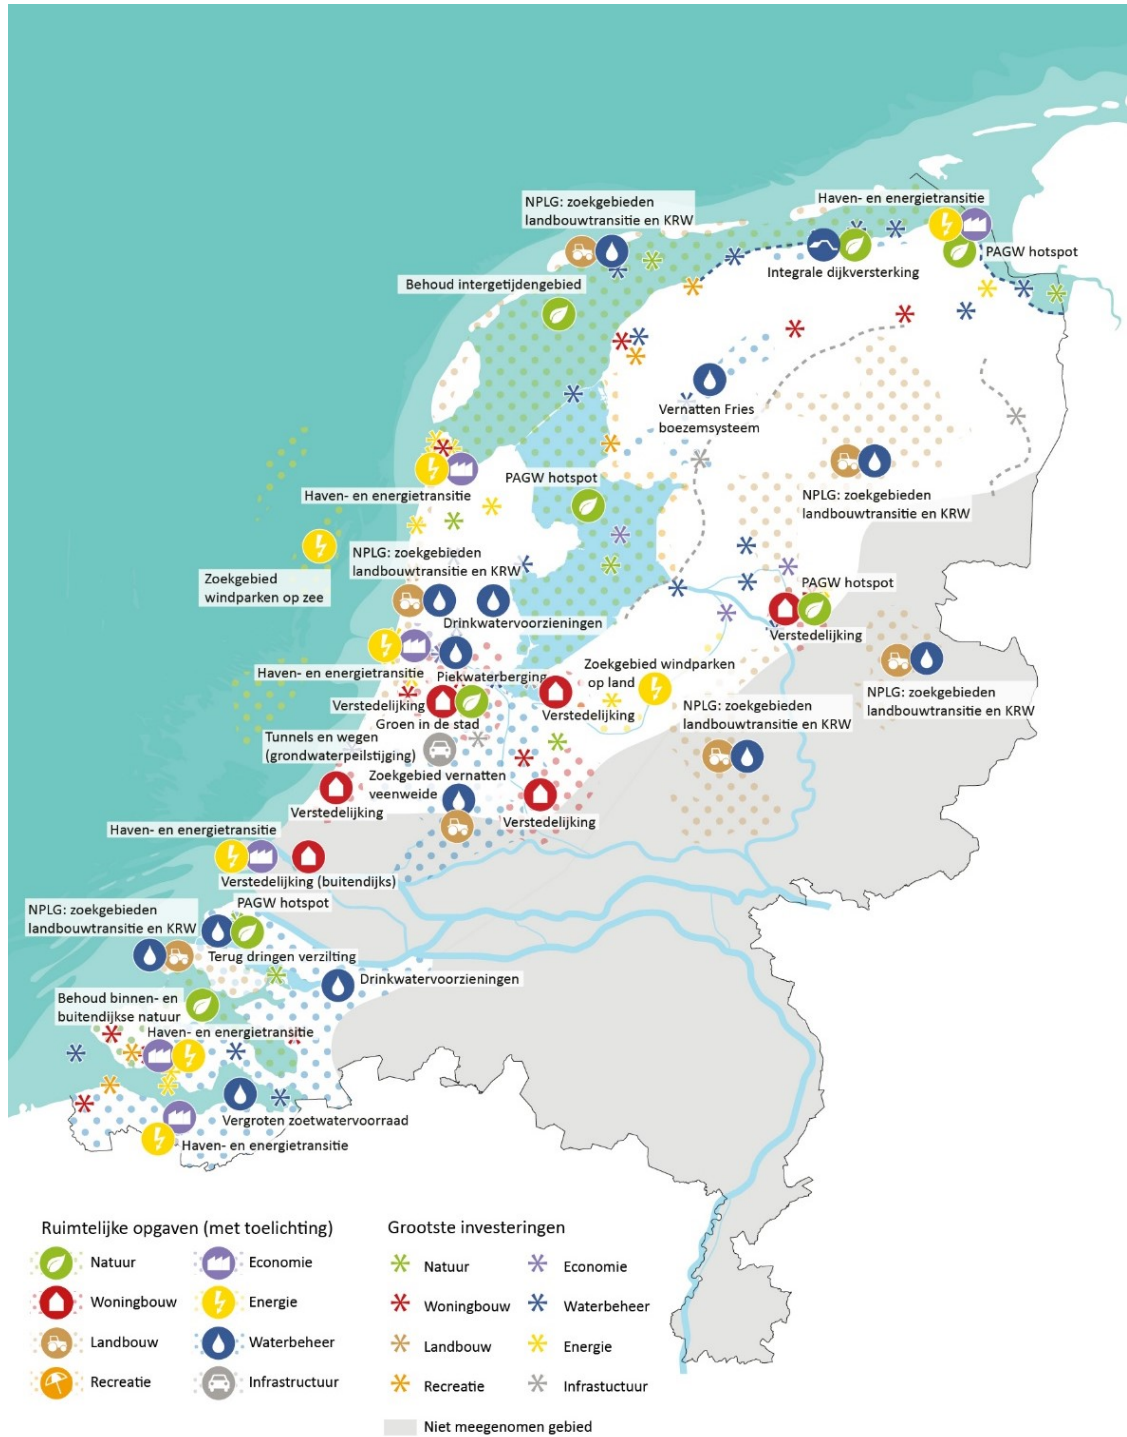 NPLG: zoekgebieden
landbouwtransitie en KRW
Haven- en energietransitie
PAGW hotspot
Integrale dijkversterking
Behoud intergetijdengebied
Vernatten Fries
boezemsysteem
PAGW hotspot
Haven- en energietransitie
NPLG: zoekgebieden
landbouwtransitie en KRW
Zoekgebied
windparken op zee
NPLG: zoekgebieden
landbouwtransitie en KRW
Drinkwatervoorzieningen
PAGW hotspot
Verstedelijking
Haven- en energietransitie
Piekwaterberging
Zoekgebied windparken
op land
NPLG: zoekgebieden
landbouwtransitie en KRW
Verstedelijking
Groen in de stad
Verstedelijking
NPLG: zoekgebieden
landbouwtransitie en KRW
Tunnels en wegen
(grondwaterpeilstijging)
Zoekgebied vernatten
veenweide
Verstedelijking
Verstedelijking
Haven- en energietransitie
Verstedelijking (buitendijks)
PAGW hotspot
NPLG: zoekgebieden
landbouwtransitie en KRW
Terug dringen verzilting
Drinkwatervoorzieningen
Behoud binnen- en
buitendijkse natuur
Haven- en energietransitie
Vergroten zoetwatervoorraad
Haven- en energietransitie
Ruimtelijke opgaven (met toelichting)
Natuur
Economie
Woningbouw
Energie
Landbouw
Waterbeheer
Recreatie
Infrastructuur
Grootste investeringen
Natuur
Economie
Woningbouw
Waterbeheer
Landbouw
Energie
Recreatie
Infrastuctuur
Niet meegenomen gebied